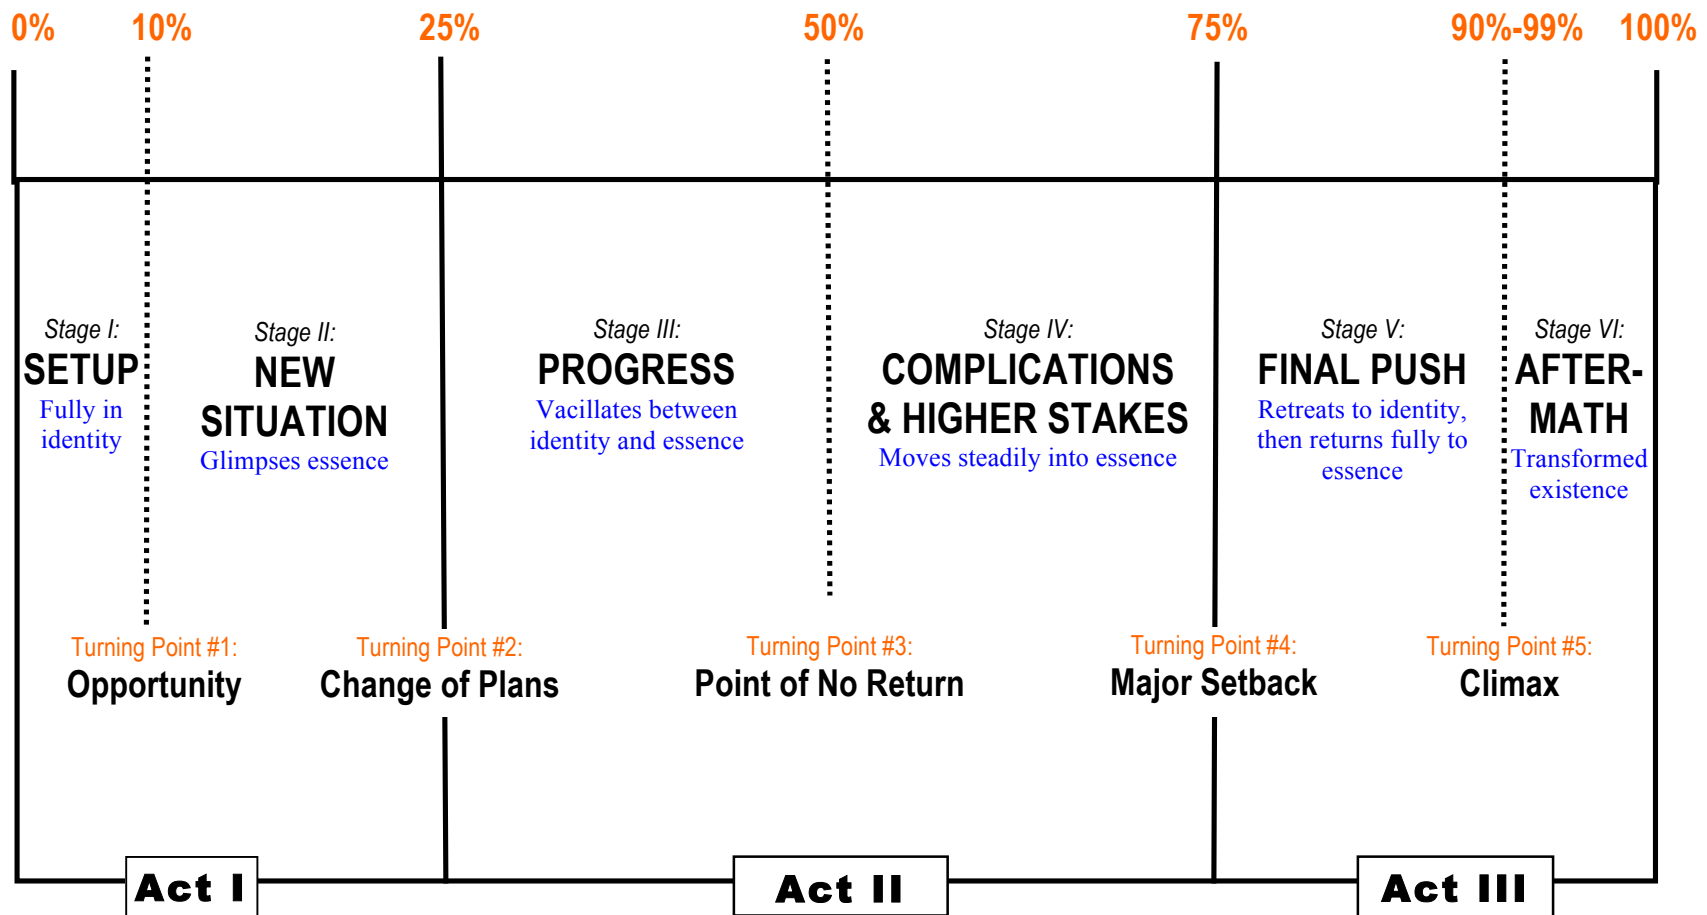 0% 10% 25% 50% 75% 90%-99% 100%
Stage I:
SETUP
Fully in
identity
Stage II:
NEW
SITUATION
Glimpses essence
Stage III:
PROGRESS
Vacillates between
identity and essence
Stage IV:
COMPLICATIONS
& HIGHER STAKES
Moves steadily into essence
Stage V:
FINAL PUSH
Retreats to identity,
then returns fully to
essence
Stage VI:
AFTER-
MATH
Transformed
existence
Turning Point #1:
Opportunity
Turning Point #2:
Change of Plans
Turning Point #3:
Point of No Return
Turning Point #4:
Major Setback
Turning Point #5:
Climax
Act I
Act II
Act III